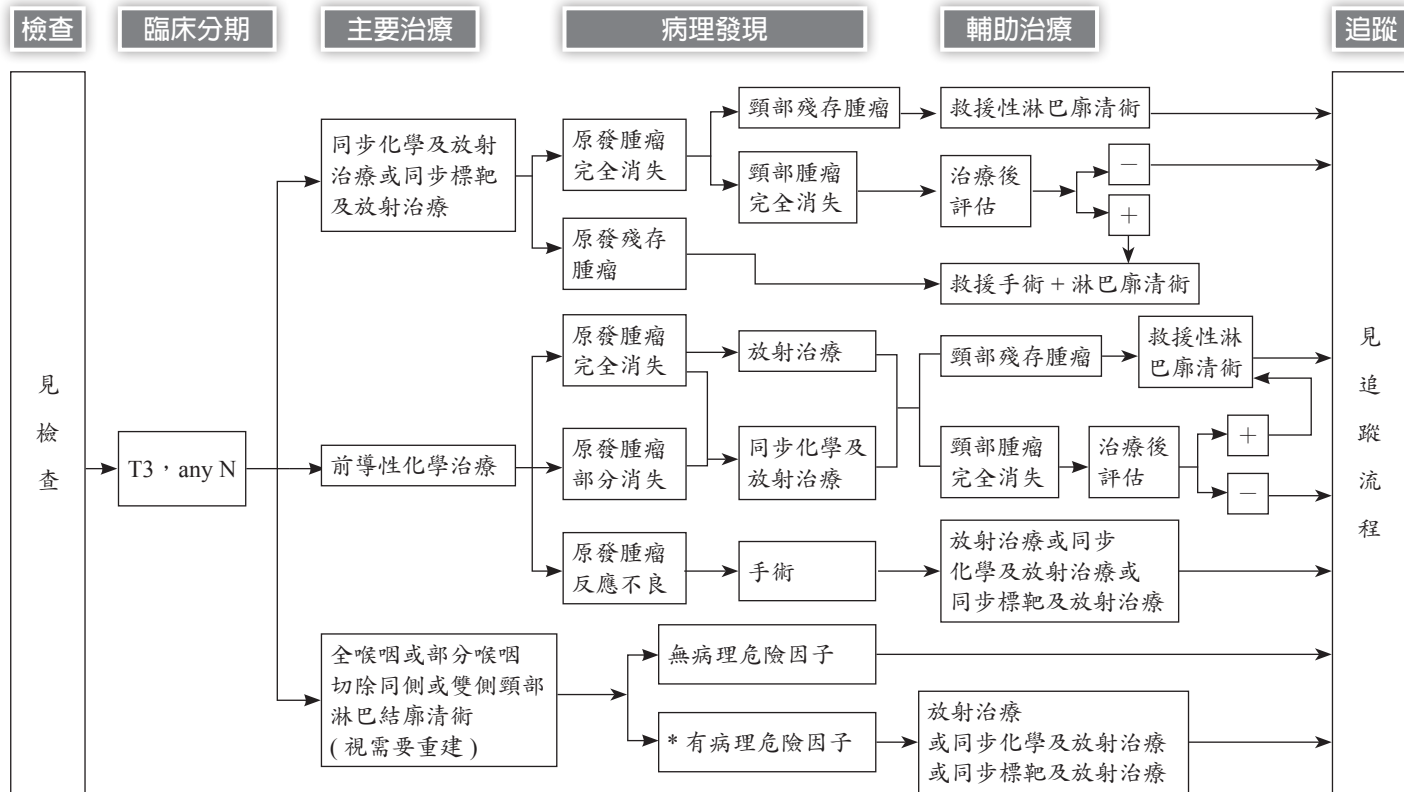 檢查
臨床分期
主要治療
病理發現
輔助治療
追蹤
見
檢
查
T3，any N
同步化學及放射
治療或同步標靶
及放射治療
原發腫瘤
完全消失
頸部殘存腫瘤
救援性淋巴廓清術
頸部腫瘤
完全消失
治療後
評估
－
＋
原發殘存
腫瘤
救援手術+淋巴廓清術
前導性化學治療
原發腫瘤
完全消失
放射治療
頸部殘存腫瘤
救援性淋
巴廓清術
原發腫瘤
部分消失
同步化學及
放射治療
頸部腫瘤
完全消失
治療後
評估
＋
－
原發腫瘤
反應不良
手術
放射治療或同步
化學及放射治療或
同步標靶及放射治療
全喉咽或部分喉咽
切除同側或雙側頸部
淋巴結廓清術
(視需要重建)
無病理危險因子
*有病理危險因子
放射治療
或同步化學及放射治療
或同步標靶及放射治療
見
追
蹤
流
程